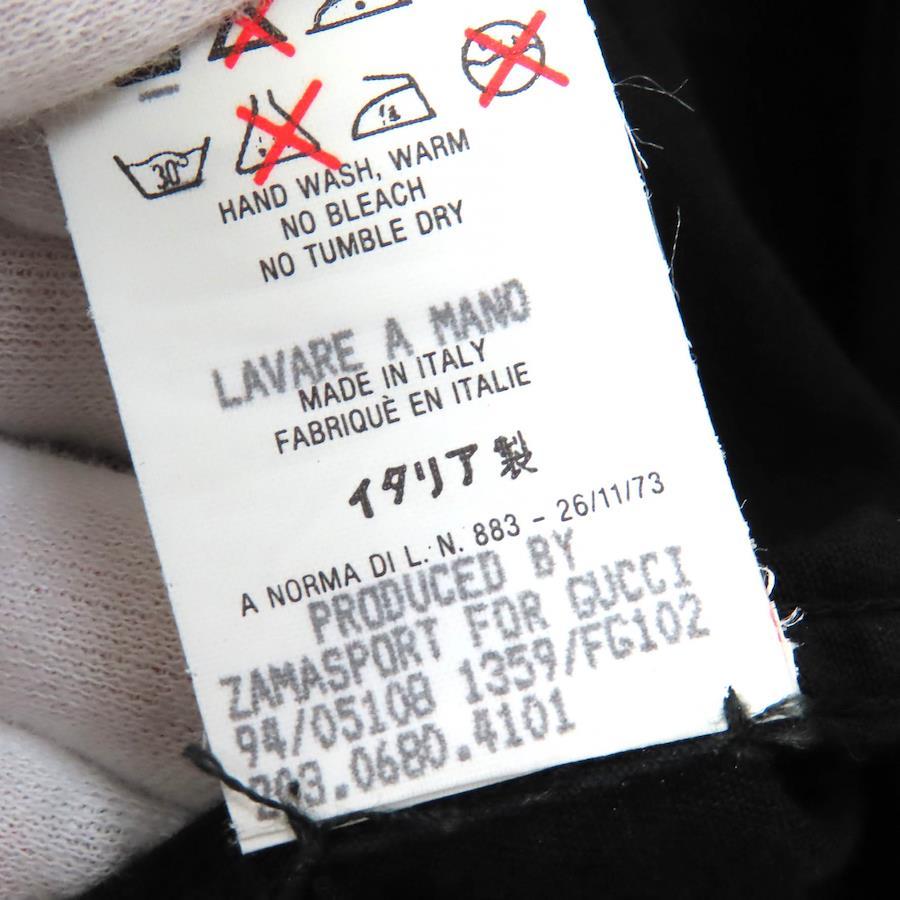 30°
HAND WASH, WARM
NO BLEACH
NO TUMBLE DRY
LAVARE A MANO
MADE IN ITALY
FABRIQUÈ EN ITALIE
イタリア製
A NORMA DI L. N. 883 - 26/11/73
PRODUCED BY
ZAMASPORT FOR GUCCI
94/05108 1359/FG102
203.0680.4101